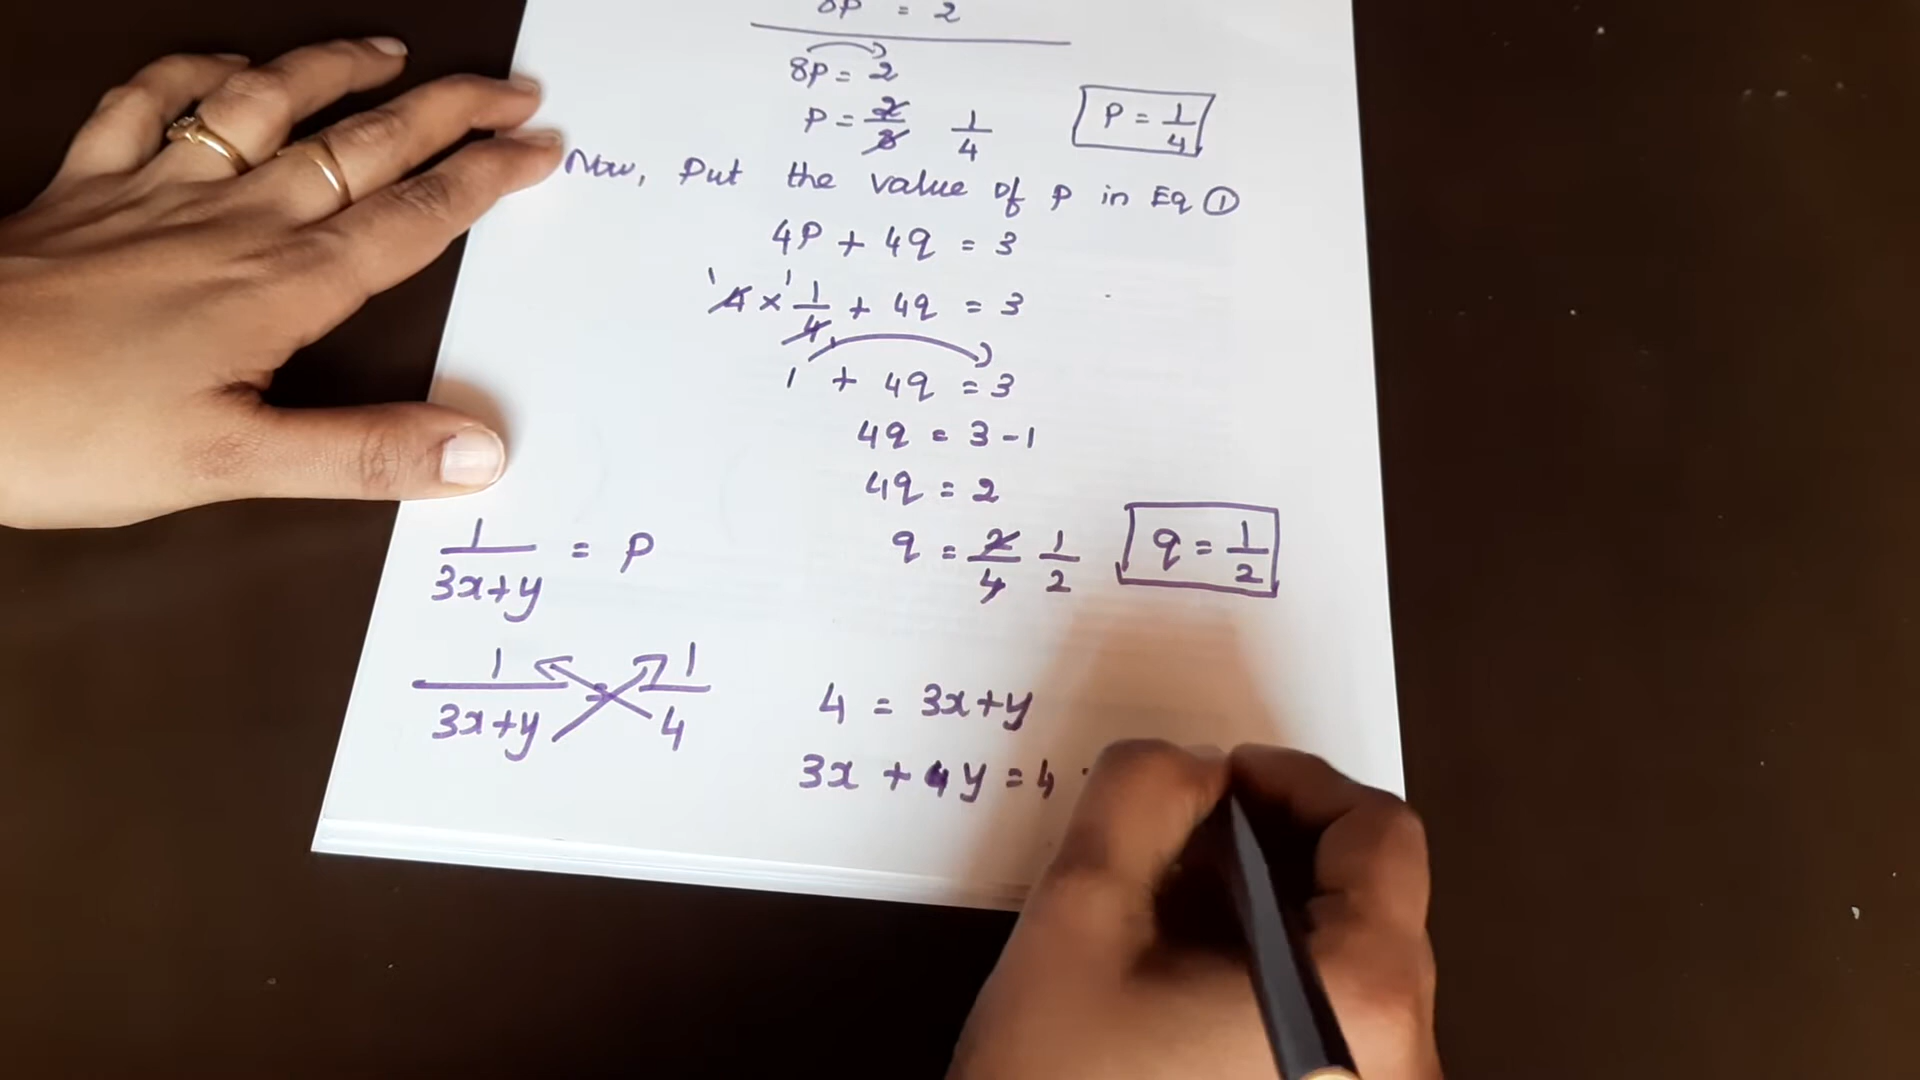 8P = 2
8P = 2
P = 2/8 1/4 P = 1/4
Now, Put the value of P in Eq ①
4P + 4q = 3
4 × 1/4 + 4q = 3
1 + 4q = 3
4q = 3 - 1
4q = 2
q = 2/4 1/2 q = 1/2
1/3x+y = P
1/3x+y = 1/4
4 = 3x+y
3x + 4y = 4